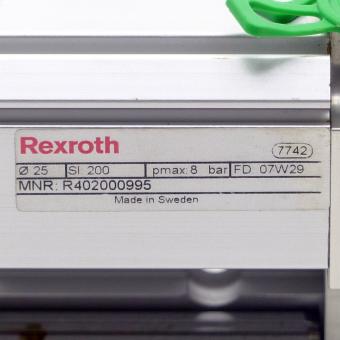 Rexroth
7742
Ø 25 SI 200 pmax: 8 bar FD 07W29
MNR: R402000995
Made in Sweden